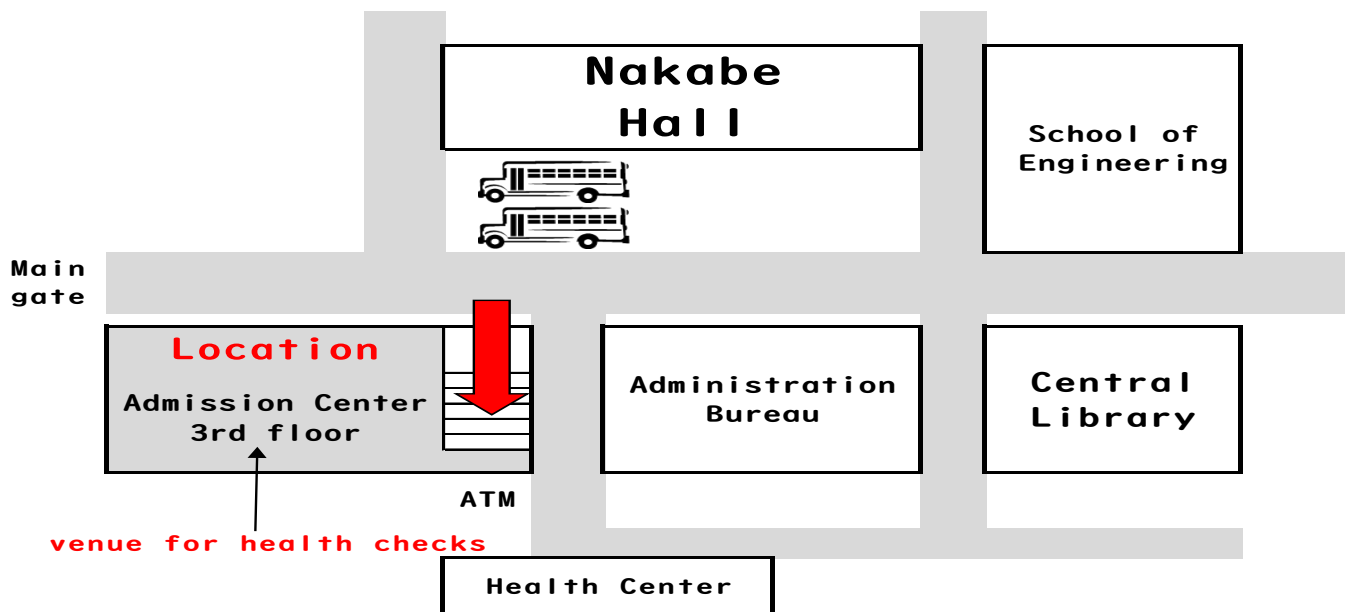 Nakabe
Hall
School of
Engineering
Main
gate
Location
Admission Center
3rd floor
Administration
Bureau
Central
Library
ATM
venue for health checks
Health Center